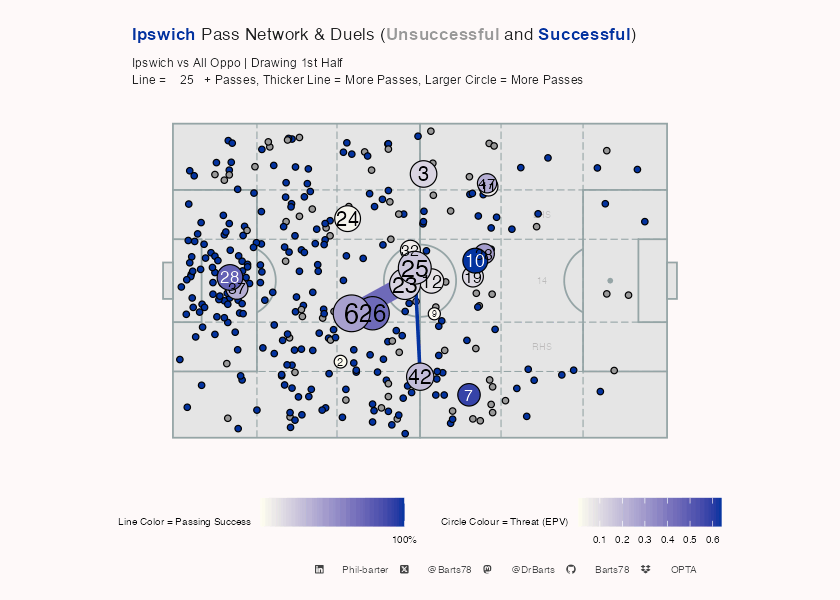 Ipswich Pass Network & Duels (Unsuccessful and Successful)
Ipswich vs All Oppo | Drawing 1st Half
Line = 25 + Passes, Thicker Line = More Passes, Larger Circle = More Passes
3
47
24
32
10
25
28
37
19
12
23
14
6
26
9
RHS
2
42
7
Line Color = Passing Success
100%
Circle Colour = Threat (EPV)
0.1 0.2 0.3 0.4 0.5 0.6
Phil-barter @Barts78 @DrBarts Barts78 OPTA